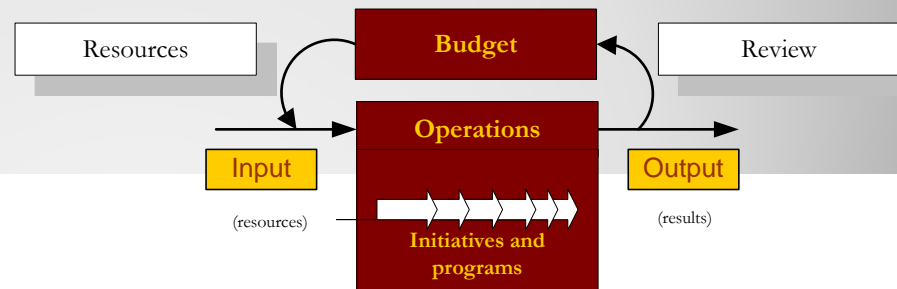 Resources
Budget
Review
Operations
Input
Output
(resources)
(results)
Initiatives and
programs